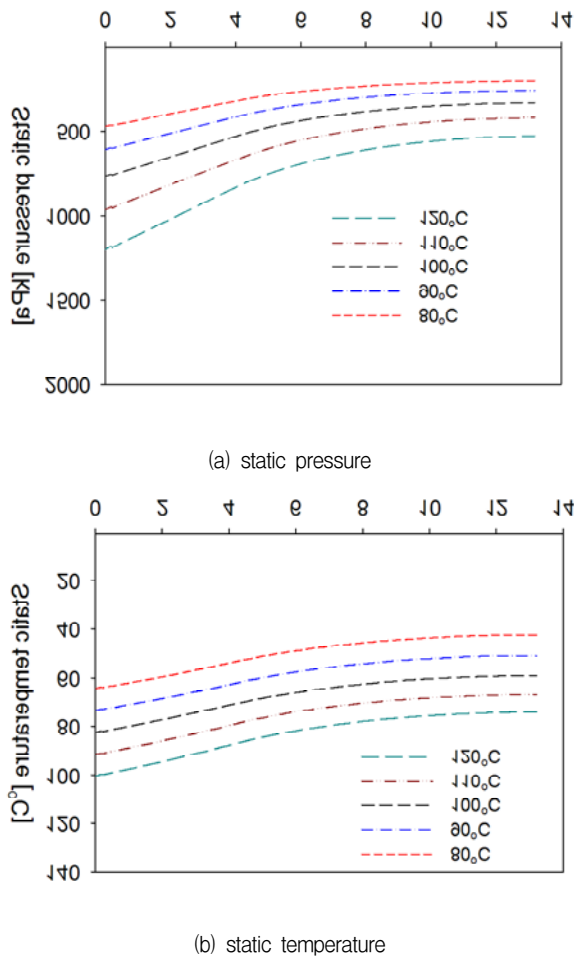 0 2 4 6 8 10 12 14
500
1000
1500
2000
Static pressure [kPa]
120°C
110°C
100°C
90°C
80°C
(a) static pressure
0 2 4 6 8 10 12 14
20
40
60
80
100
120
140
Static temperature [°C]
120°C
110°C
100°C
90°C
80°C
(b) static temperature